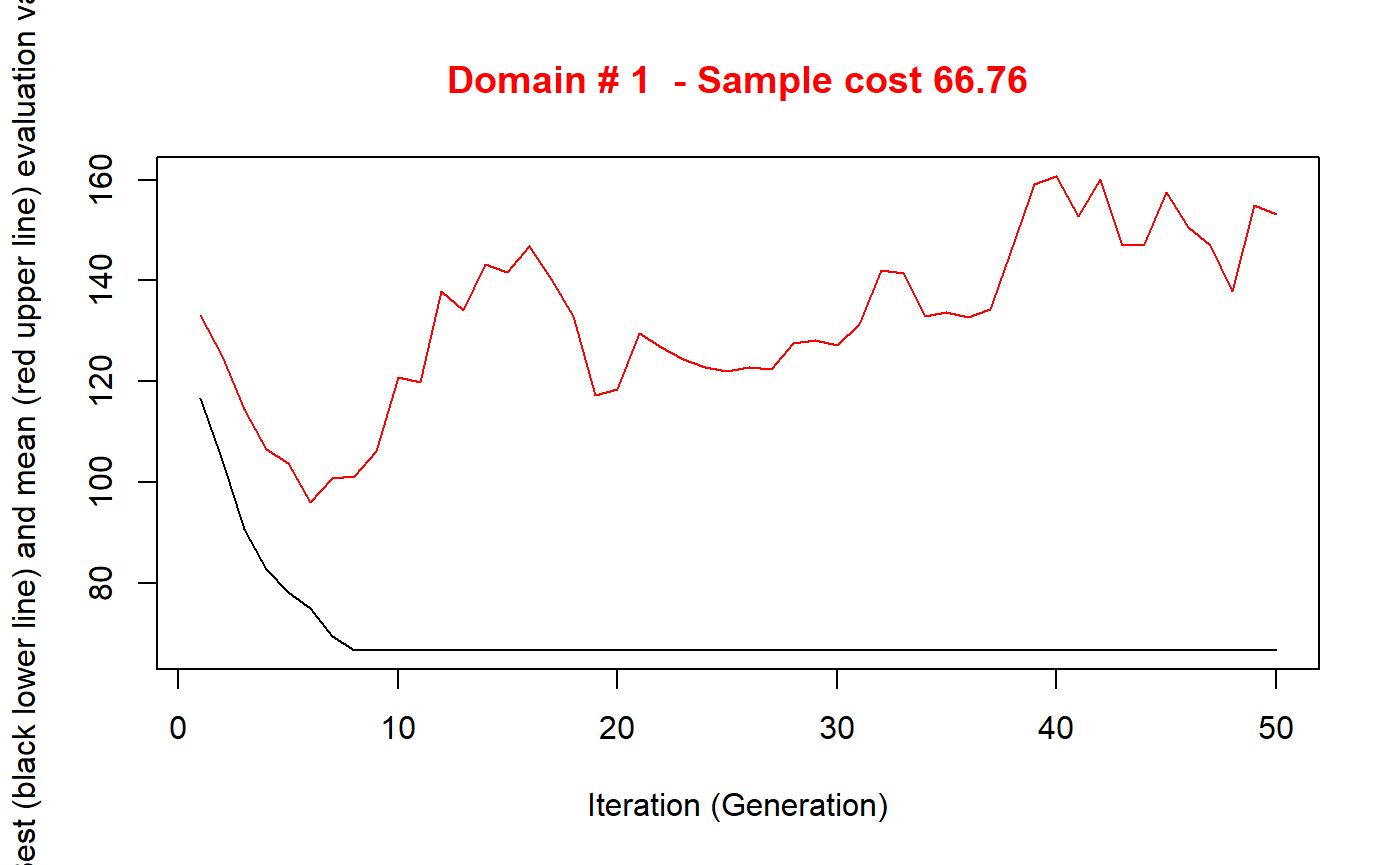 Domain # 1 - Sample cost 66.76
(black lower line) and mean (red upper line) evaluation
160
140
120
100
80
0 10 20 30 40 50
Iteration (Generation)